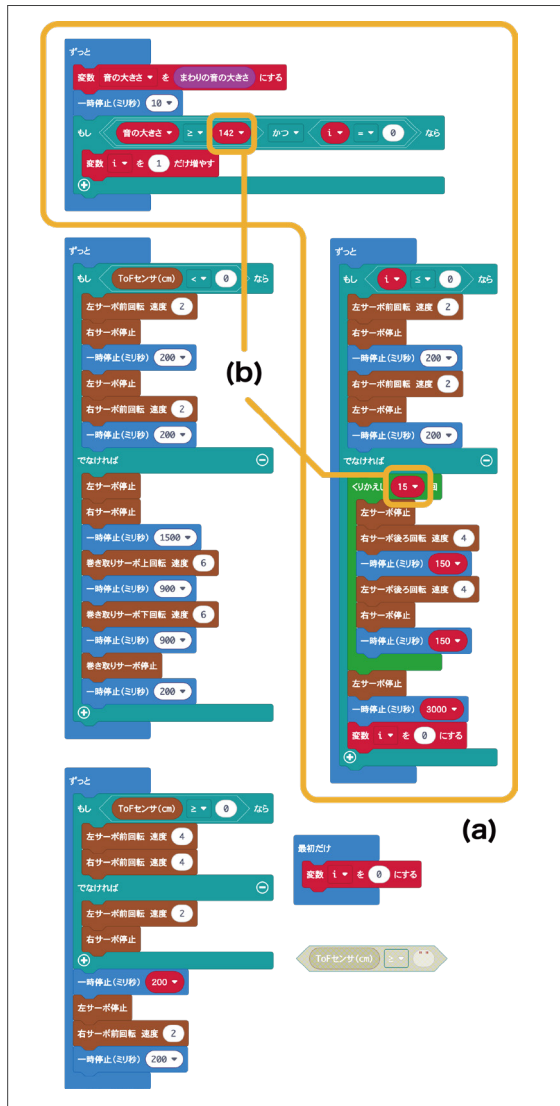 ずっと
変数 音の大きさ を まわりの音の大きさ にする
一時停止(ミリ秒) 10
もし 音の大きさ ≥ 142 かつ i = 0 なら
変数 i を 1 だけ増やす
ずっと
もし ToFセンサ(cm) < 0 なら
左サーボ前回転 速度 2
右サーボ停止
一時停止(ミリ秒) 200
左サーボ停止
右サーボ前回転 速度 2
一時停止(ミリ秒) 200
でなければ
左サーボ停止
右サーボ停止
一時停止(ミリ秒) 1500
巻き取りサーボ上回転 速度 6
一時停止(ミリ秒) 900
巻き取りサーボ下回転 速度 6
一時停止(ミリ秒) 900
巻き取りサーボ停止
一時停止(ミリ秒) 200
(b)
ずっと
もし i ≤ 0 なら
左サーボ前回転 速度 2
右サーボ停止
一時停止(ミリ秒) 200
右サーボ前回転 速度 2
左サーボ停止
一時停止(ミリ秒) 200
でなければ
くりかえし 15 回
左サーボ停止
右サーボ後ろ回転 速度 4
一時停止(ミリ秒) 150
左サーボ後ろ回転 速度 4
右サーボ停止
一時停止(ミリ秒) 150
左サーボ停止
一時停止(ミリ秒) 3000
変数 i を 0 にする
(a)
ずっと
もし ToFセンサ(cm) ≥ 0 なら
左サーボ前回転 速度 4
右サーボ前回転 速度 4
でなければ
左サーボ前回転 速度 2
右サーボ停止
一時停止(ミリ秒) 200
左サーボ停止
右サーボ前回転 速度 2
一時停止(ミリ秒) 200
最初だけ
変数 i を 0 にする
ToFセンサ(cm) ≥ ""